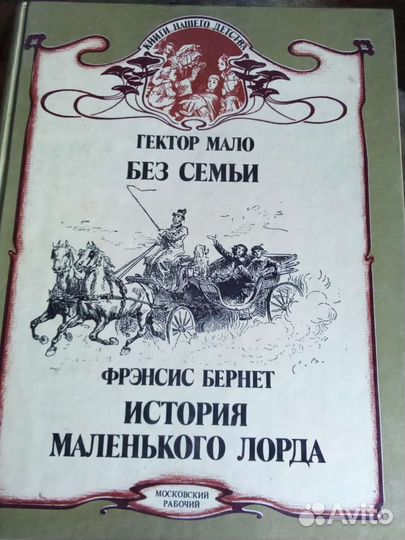 КНИГИ НАШЕГО ДЕТСТВА
ГЕКТОР МАЛО
БЕЗ СЕМЬИ
ФРЭНСИС БЕРНЕТ
ИСТОРИЯ
МАЛЕНЬКОГО ЛОРДА
МОСКОВСКИЙ
РАБОЧИЙ
Avito